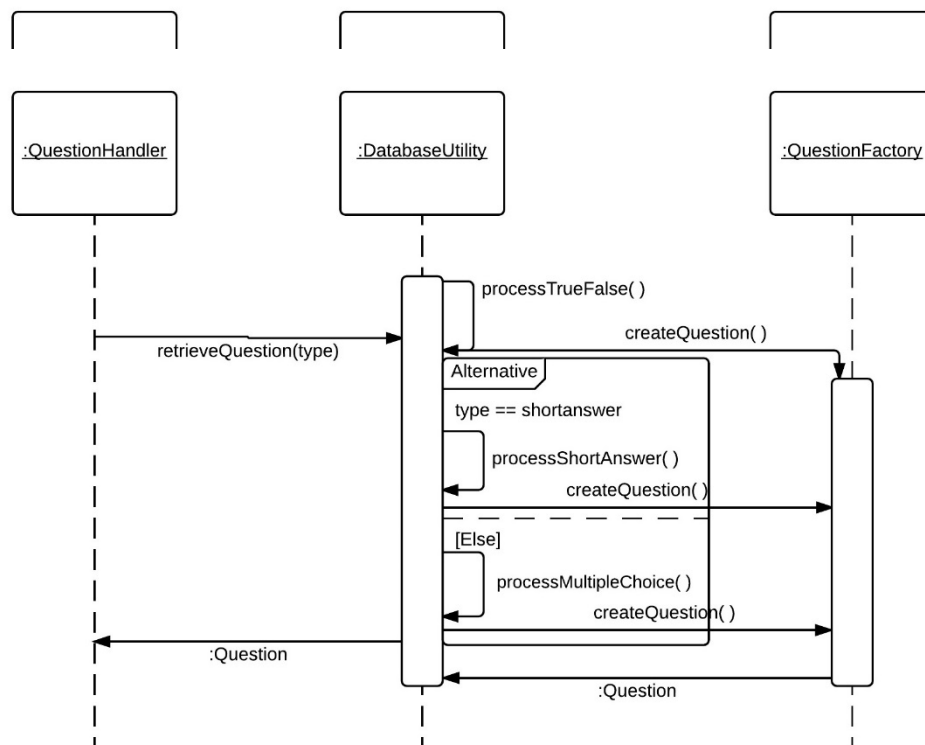 :QuestionHandler
:DatabaseUtility
:QuestionFactory
processTrueFalse( )
createQuestion( )
retrieveQuestion(type)
Alternative
type == shortanswer
processShortAnswer( )
createQuestion( )
[Else]
processMultipleChoice( )
createQuestion( )
:Question
:Question